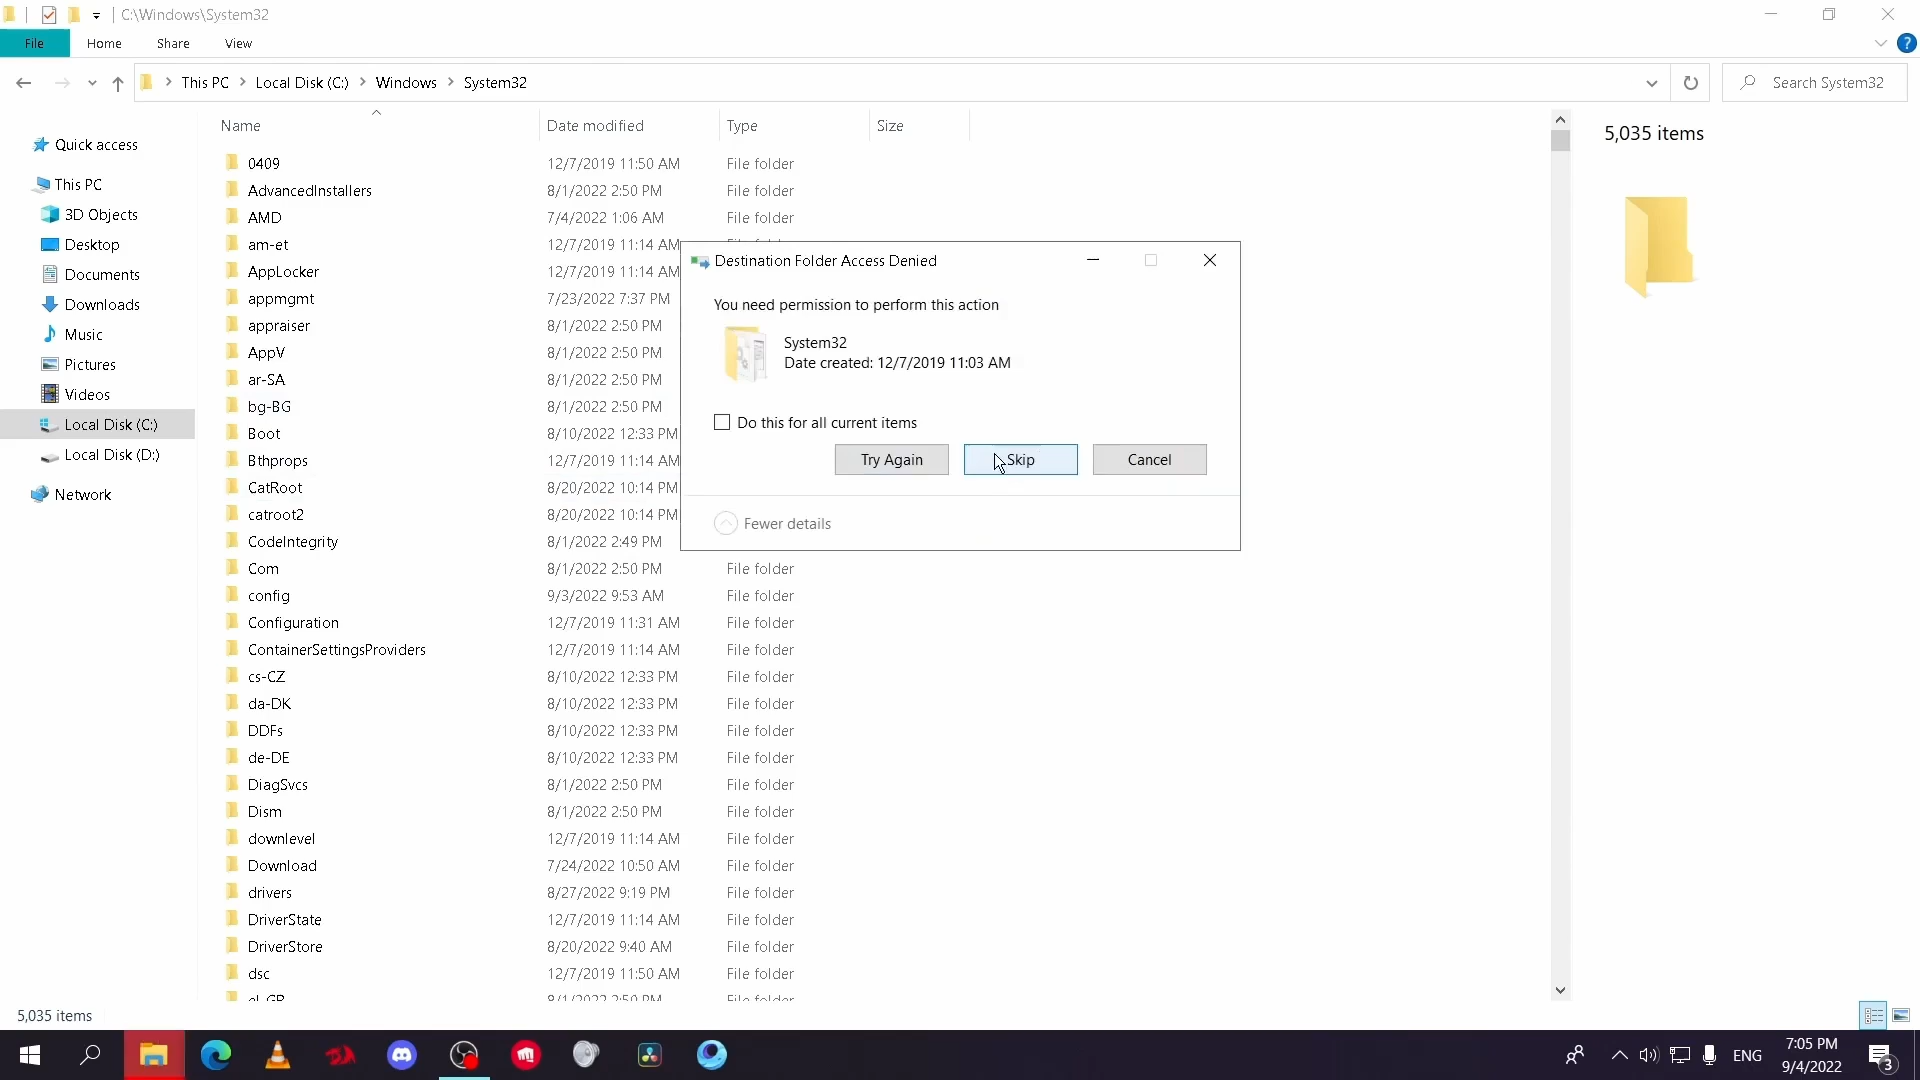 C:\Windows\System32
File Home Share View
This PC Local Disk (C:) Windows System32
Search System32
Name Date modified Type Size
5,035 items
Quick access
This PC
3D Objects
Desktop
Documents
Downloads
Music
Pictures
Videos
Local Disk (C:)
Local Disk (D:)
Network
0409 12/7/2019 11:50 AM File folder
AdvancedInstallers 8/1/2022 2:50 PM File folder
AMD 7/4/2022 1:06 AM File folder
am-et 12/7/2019 11:14 AM
AppLocker 12/7/2019 11:14 AM
appmgmt 7/23/2022 7:37 PM
appraiser 8/1/2022 2:50 PM
AppV 8/1/2022 2:50 PM
ar-SA 8/1/2022 2:50 PM
bg-BG 8/1/2022 2:50 PM
Boot 8/10/2022 12:33 PM
Bthprops 12/7/2019 11:14 AM
CatRoot 8/20/2022 10:14 PM
catroot2 8/20/2022 10:14 PM
CodeIntegrity 8/1/2022 2:49 PM
Com 8/1/2022 2:50 PM File folder
config 9/3/2022 9:53 AM File folder
Configuration 12/7/2019 11:31 AM File folder
ContainerSettingsProviders 12/7/2019 11:14 AM File folder
cs-CZ 8/10/2022 12:33 PM File folder
da-DK 8/10/2022 12:33 PM File folder
DDFs 8/10/2022 12:33 PM File folder
de-DE 8/10/2022 12:33 PM File folder
DiagSvcs 8/1/2022 2:50 PM File folder
Dism 8/1/2022 2:50 PM File folder
downlevel 12/7/2019 11:14 AM File folder
Download 7/24/2022 10:50 AM File folder
drivers 8/27/2022 9:19 PM File folder
DriverState 12/7/2019 11:14 AM File folder
DriverStore 8/20/2022 9:40 AM File folder
dsc 12/7/2019 11:50 AM File folder
el-GR 8/1/2022 2:50 PM File folder
Destination Folder Access Denied
You need permission to perform this action
System32
Date created: 12/7/2019 11:03 AM
Do this for all current items
Try Again Skip Cancel
Fewer details
5,035 items
ENG
7:05 PM
9/4/2022
3